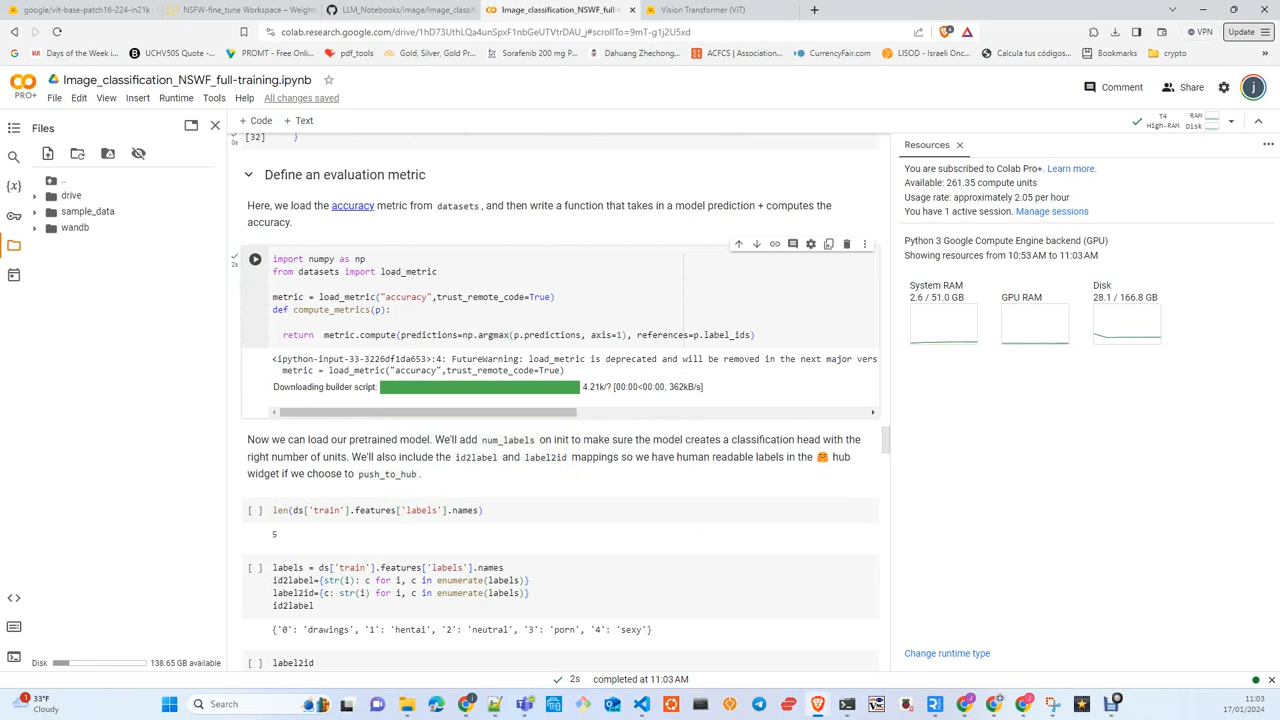 google/vit-base-patch16-224-in21k
NSFW-fine_tune Workspace – Weight
LLM_Notebooks/image/Image_classifi
Image_classification_NSWF_full-trai
Vision Transformer (ViT)
colab.research.google.com/drive/1hD73UthLQa4unSpxF1nbGeUTVtrDAU_j#scrollTo=9mT-g1j2U5xd
VPN
Update
Days of the Week i...
UCHV50S Quote -...
PROMT - Free Onli...
pdf_tools
Gold, Silver, Gold Pr...
Sorafenib 200 mg P...
Dahuang Zhechong...
ACFCS | Association...
CurrencyFair.com
LISOD - Israeli Onc...
Calcula tus códigos...
Bookmarks
crypto
PRO+
Image_classification_NSWF_full-training.ipynb
Comment
Share
j
File Edit View Insert Runtime Tools Help All changes saved
Files
+ Code + Text
T4
High-RAM
RAM
Disk
[32]
0s
}
Resources
..
drive
sample_data
wandb
Define an evaluation metric
Here, we load the accuracy metric from datasets, and then write a function that takes in a model prediction + computes the
accuracy.
2s
import numpy as np
from datasets import load_metric
metric = load_metric("accuracy",trust_remote_code=True)
def compute_metrics(p):
return metric.compute(predictions=np.argmax(p.predictions, axis=1), references=p.label_ids)
<ipython-input-33-3226df1da653>:4: FutureWarning: load_metric is deprecated and will be removed in the next major vers
metric = load_metric("accuracy",trust_remote_code=True)
Downloading builder script: 4.21k/? [00:00<00:00, 362kB/s]
Now we can load our pretrained model. We'll add num_labels on init to make sure the model creates a classification head with the
right number of units. We'll also include the id2label and label2id mappings so we have human readable labels in the 🤗 hub
widget if we choose to push_to_hub.
[ ] len(ds['train'].features['labels'].names)
5
[ ] labels = ds['train'].features['labels'].names
id2label={str(i): c for i, c in enumerate(labels)}
label2id={c: str(i) for i, c in enumerate(labels)}
id2label
{'0': 'drawings', '1': 'hentai', '2': 'neutral', '3': 'porn', '4': 'sexy'}
[ ] label2id
You are subscribed to Colab Pro+. Learn more.
Available: 261.35 compute units
Usage rate: approximately 2.05 per hour
You have 1 active session. Manage sessions
Python 3 Google Compute Engine backend (GPU)
Showing resources from 10:53 AM to 11:03 AM
System RAM
2.6 / 51.0 GB
GPU RAM
Disk
28.1 / 166.8 GB
Change runtime type
Disk 138.65 GB available
2s completed at 11:03 AM
1
33°F
Cloudy
Search
11:03
17/01/2024